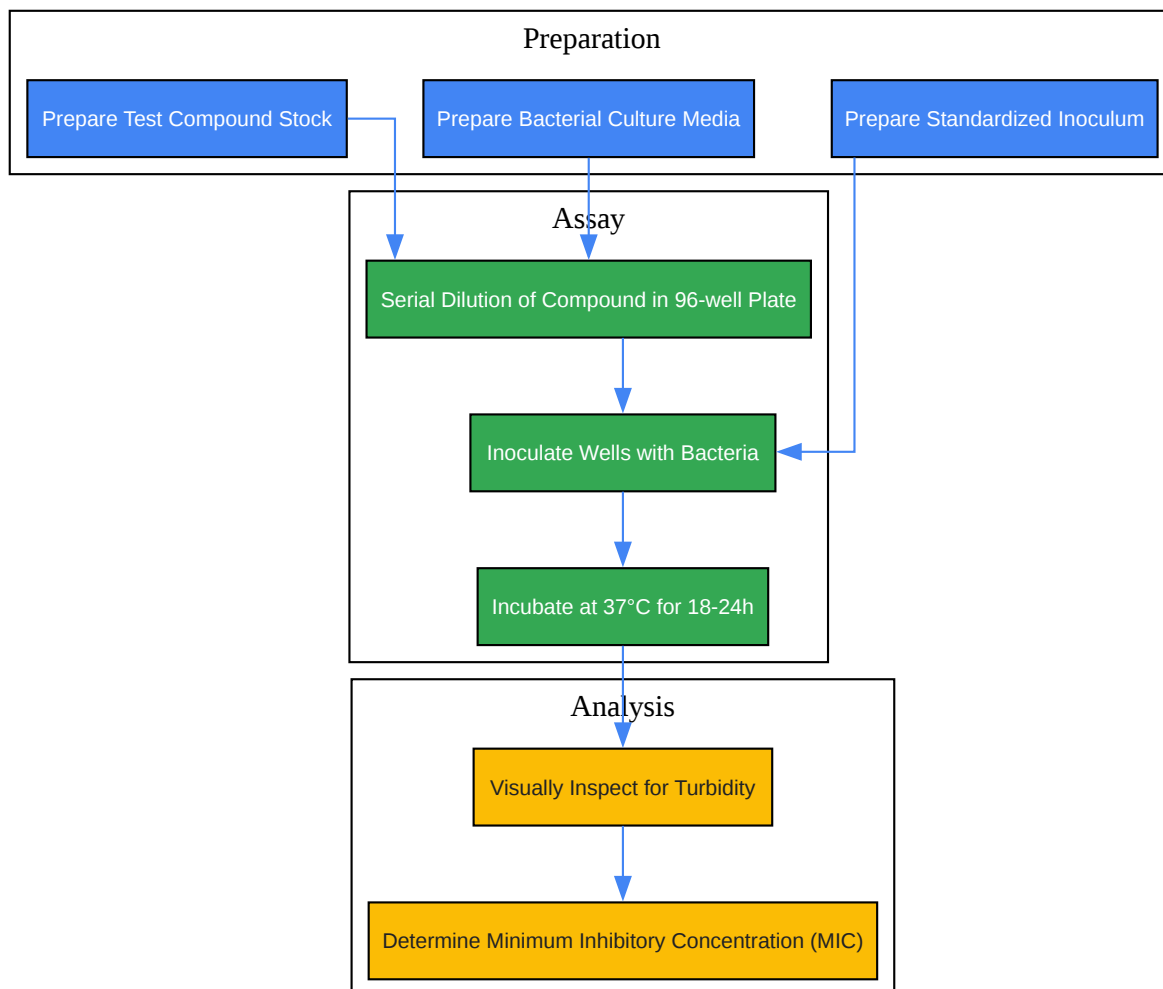 Preparation
Prepare Test Compound Stock
Prepare Bacterial Culture Media
Prepare Standardized Inoculum
Assay
Serial Dilution of Compound in 96-well Plate
Inoculate Wells with Bacteria
Incubate at 37°C for 18-24h
Analysis
Visually Inspect for Turbidity
Determine Minimum Inhibitory Concentration (MIC)